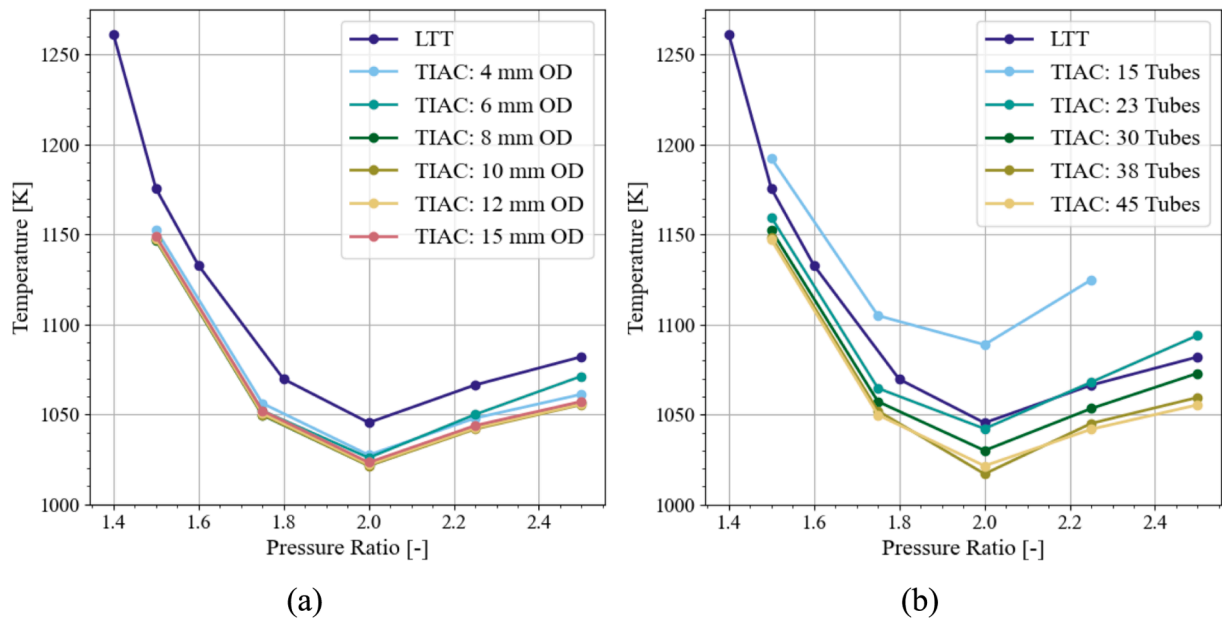 1250
1200
1150
1100
1050
1000
Temperature [K]
1.4
1.6
1.8
2.0
2.2
2.4
Pressure Ratio [-]
LTT
TIAC: 4 mm OD
TIAC: 6 mm OD
TIAC: 8 mm OD
TIAC: 10 mm OD
TIAC: 12 mm OD
TIAC: 15 mm OD
(a)
1250
1200
1150
1100
1050
1000
Temperature [K]
1.4
1.6
1.8
2.0
2.2
2.4
Pressure Ratio [-]
LTT
TIAC: 15 Tubes
TIAC: 23 Tubes
TIAC: 30 Tubes
TIAC: 38 Tubes
TIAC: 45 Tubes
(b)